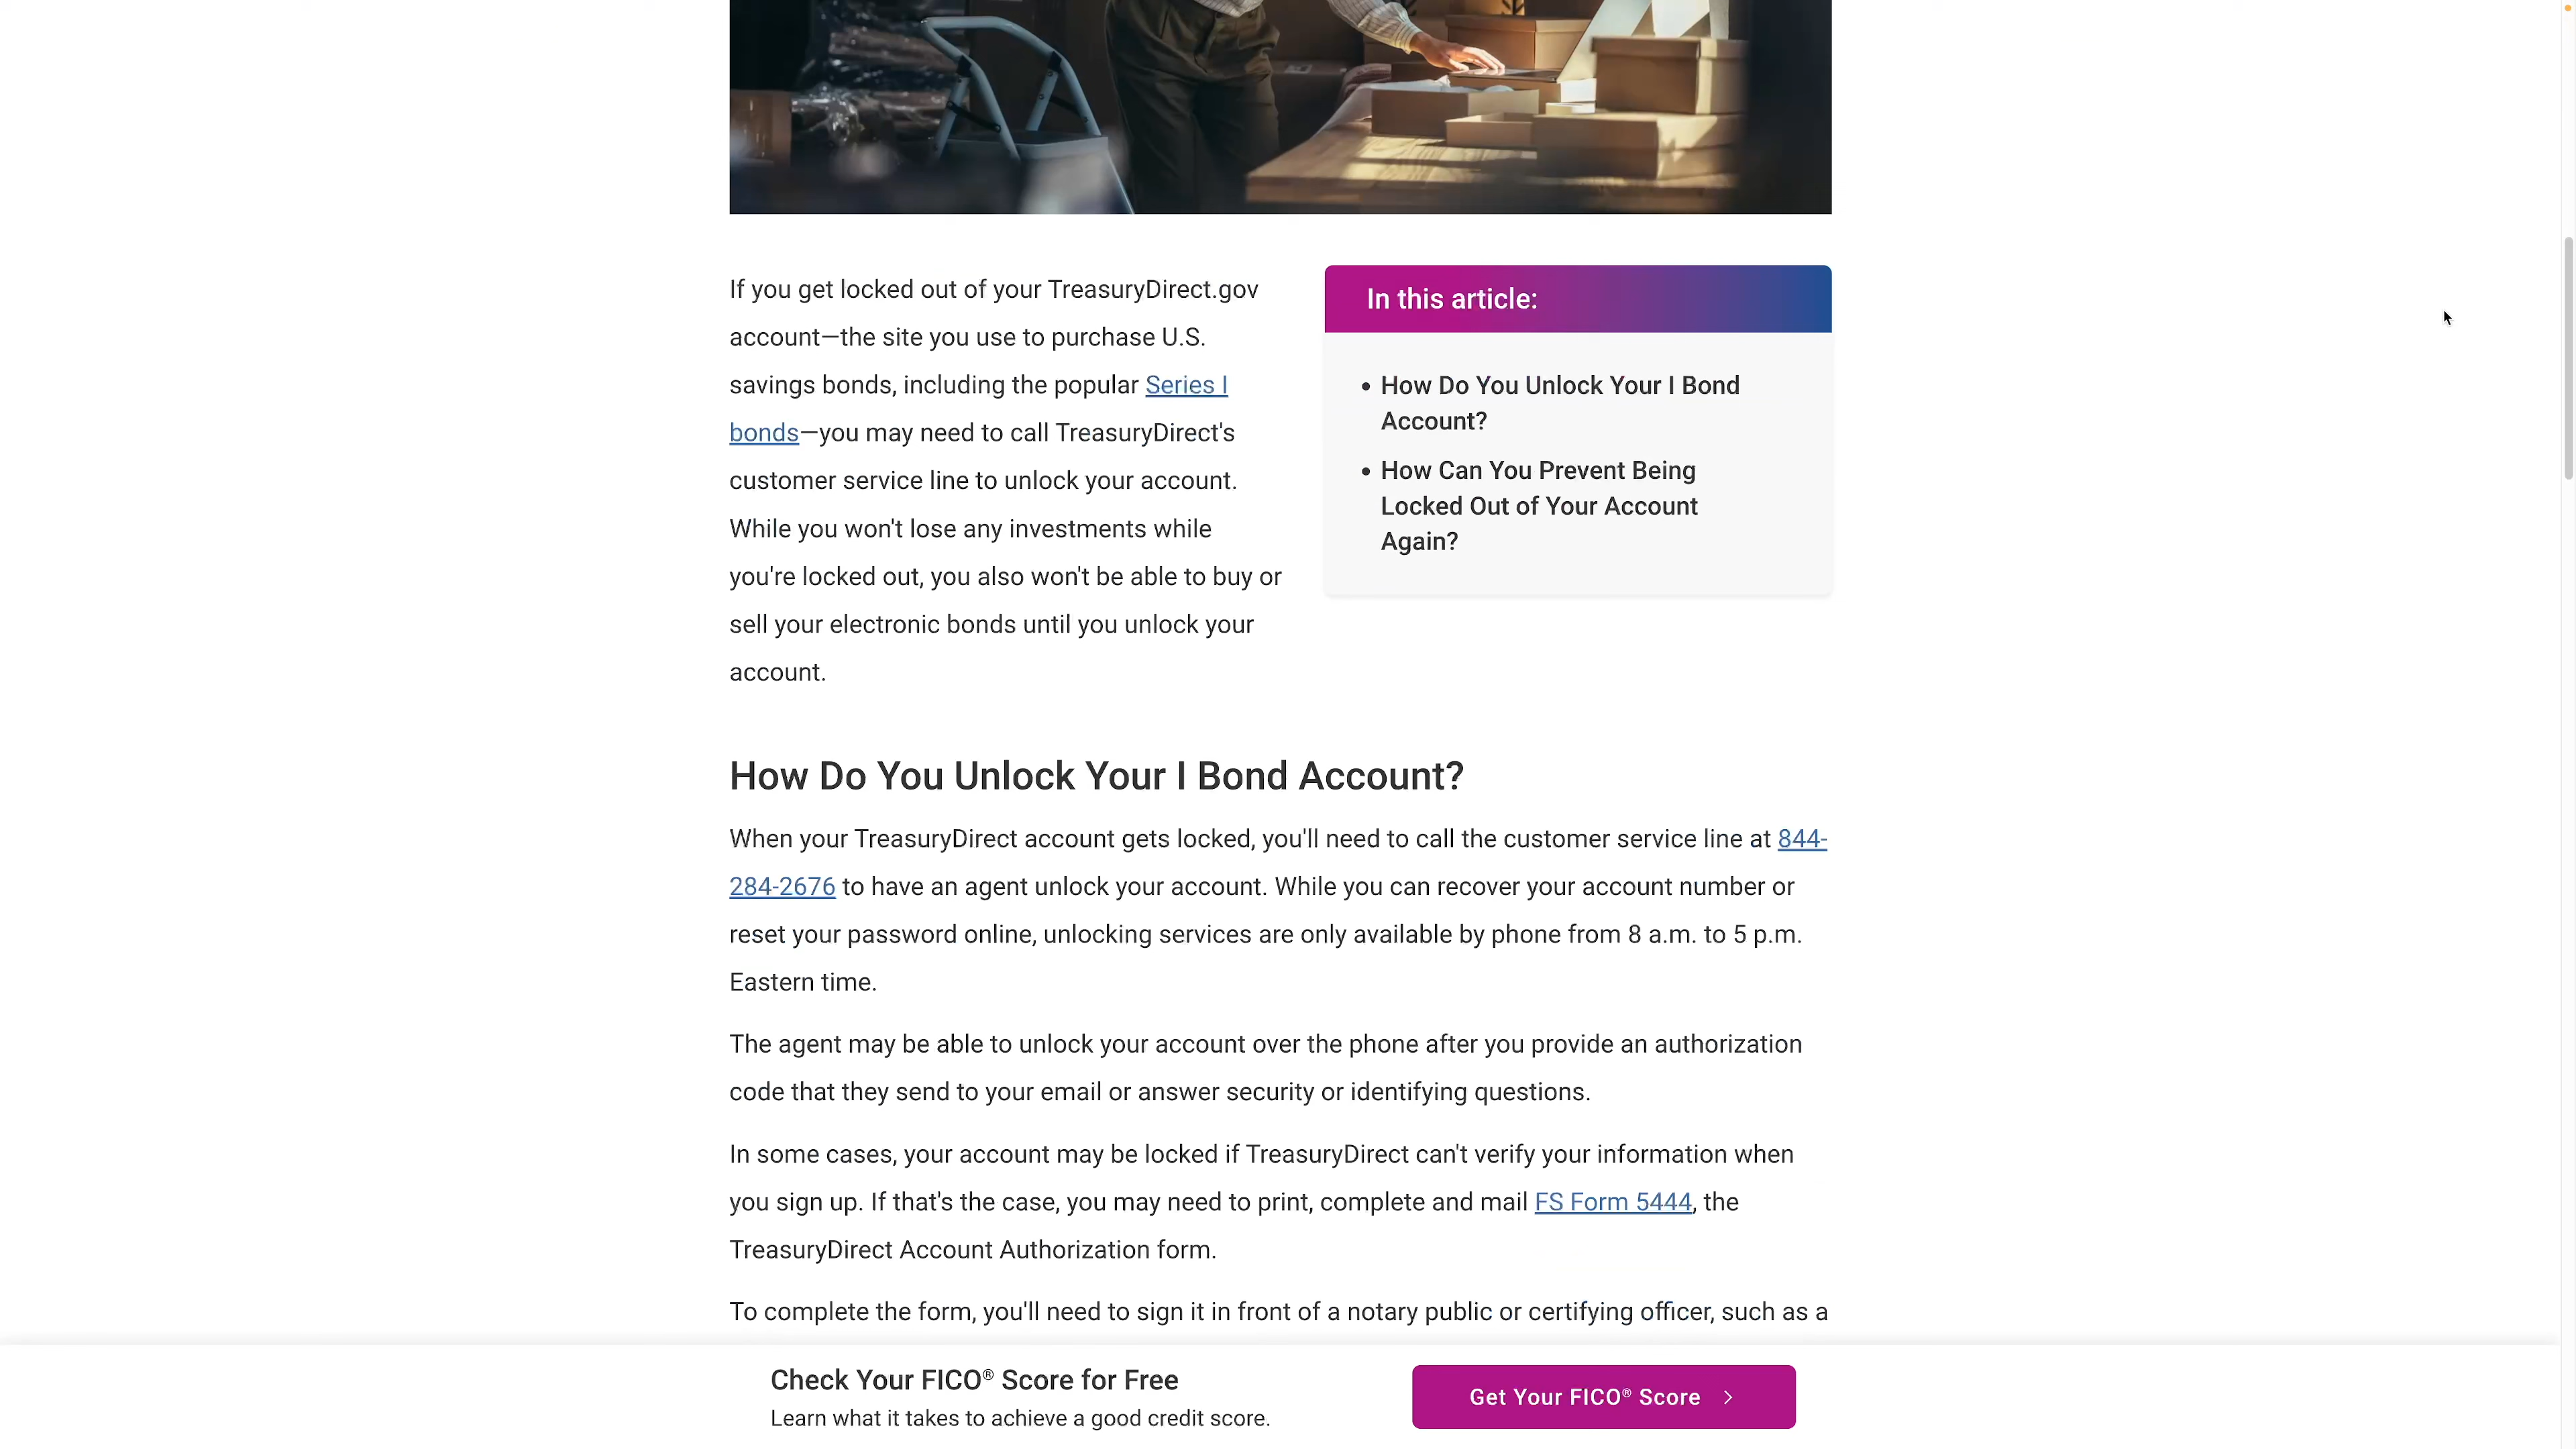 If you get locked out of your TreasuryDirect.gov
account—the site you use to purchase U.S.
savings bonds, including the popular Series I
bonds—you may need to call TreasuryDirect's
customer service line to unlock your account.
While you won't lose any investments while
you're locked out, you also won't be able to buy or
sell your electronic bonds until you unlock your
account.
In this article:
• How Do You Unlock Your I Bond
Account?
• How Can You Prevent Being
Locked Out of Your Account
Again?
How Do You Unlock Your I Bond Account?
When your TreasuryDirect account gets locked, you'll need to call the customer service line at 844-
284-2676 to have an agent unlock your account. While you can recover your account number or
reset your password online, unlocking services are only available by phone from 8 a.m. to 5 p.m.
Eastern time.
The agent may be able to unlock your account over the phone after you provide an authorization
code that they send to your email or answer security or identifying questions.
In some cases, your account may be locked if TreasuryDirect can't verify your information when
you sign up. If that's the case, you may need to print, complete and mail FS Form 5444, the
TreasuryDirect Account Authorization form.
To complete the form, you'll need to sign it in front of a notary public or certifying officer, such as a
Check Your FICO® Score for Free
Learn what it takes to achieve a good credit score.
Get Your FICO® Score